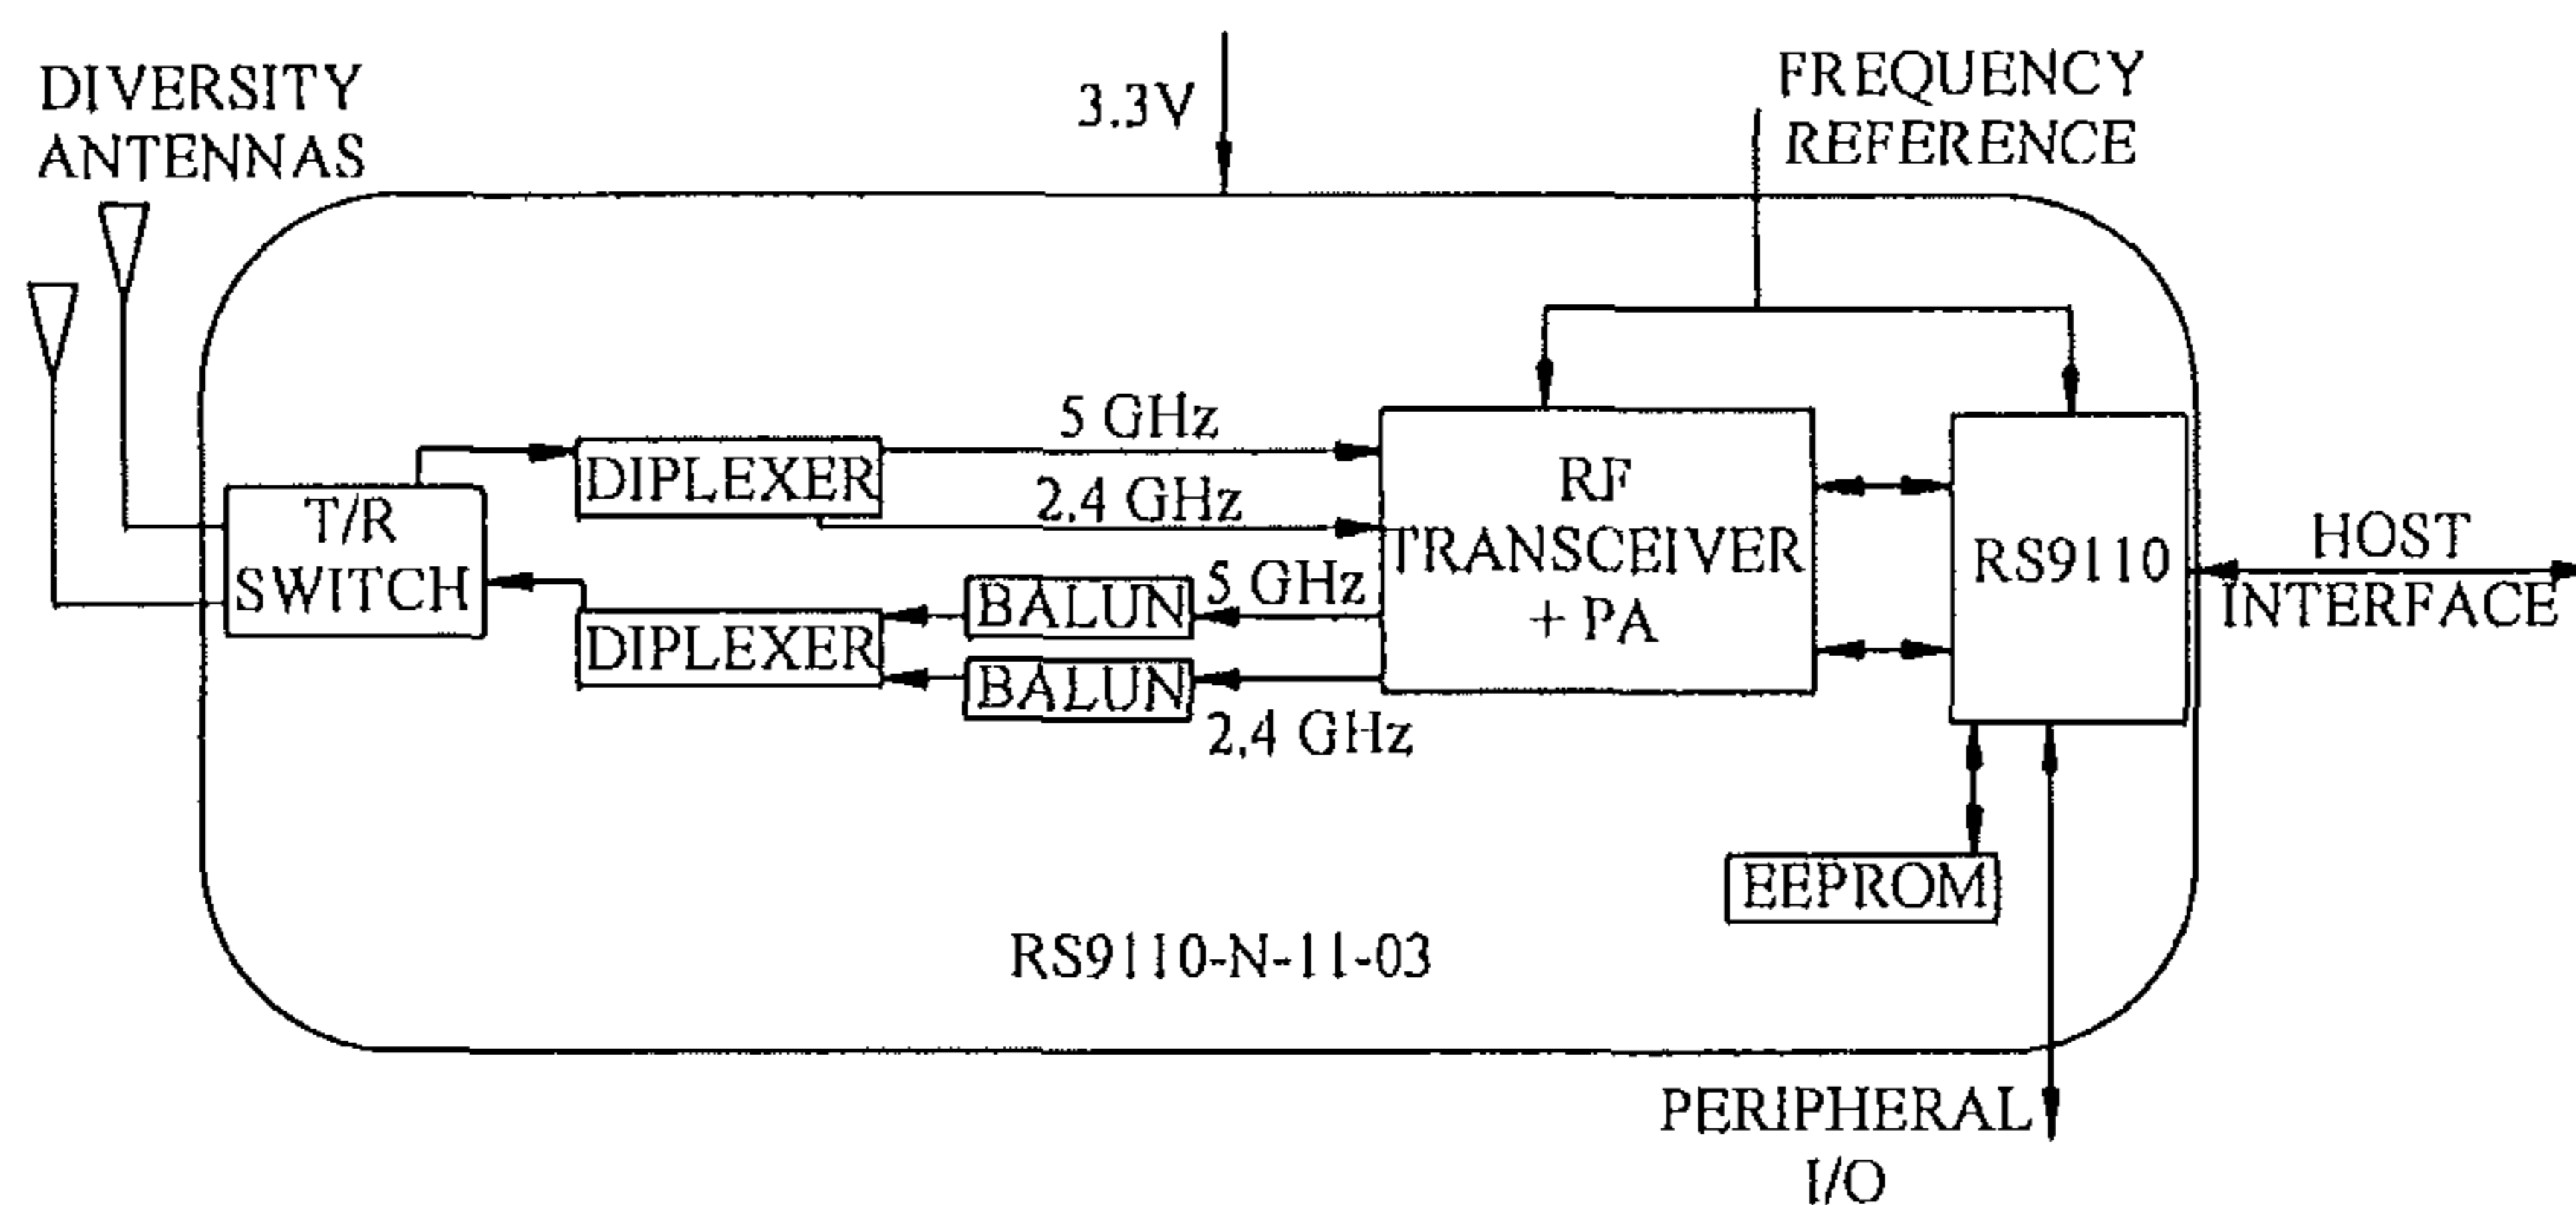 DIVERSITY
ANTENNAS
3.3V
FREQUENCY
REFERENCE
T/R
SWITCH
DIPLEXER
5 GHz
2.4 GHz
DIPLEXER
BALUN
5 GHz
BALUN
2.4 GHz
RF
TRANSCEIVER
+ PA
RS9110
HOST
INTERFACE
EEPROM
RS9110-N-11-03
PERIPHERAL
I/O